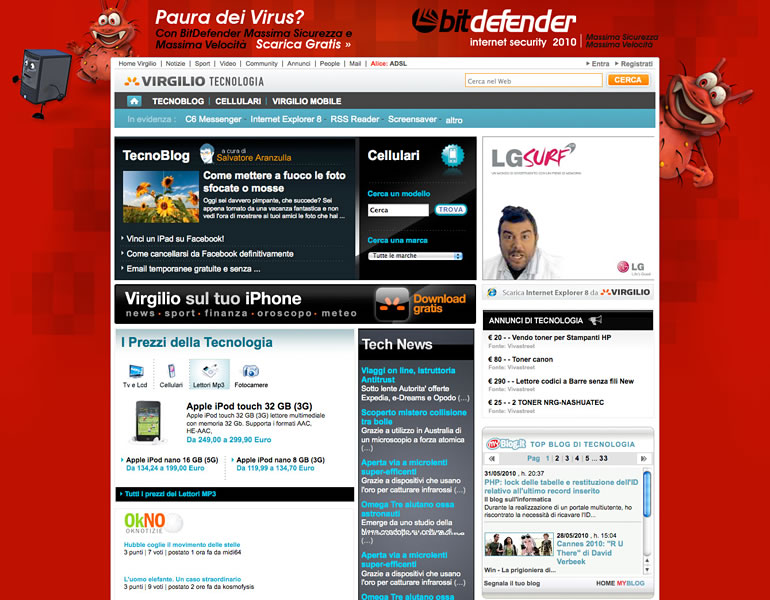 Paura dei Virus?
Con BitDefender Massima Sicurezza e
Massima Velocità Scarica Gratis »
bitdefender
internet security 2010
Massima Sicurezza
Massima Velocità
Home Virgilio | Notizie | Sport | Video | Community | Annunci | People | Mail | Alice: ADSL
Entra Registrati
VIRGILIO TECNOLOGIA
Cerca nel Web
CERCA
TECNOBLOG | CELLULARI | VIRGILIO MOBILE
In evidenza : C6 Messenger - Internet Explorer 8 - RSS Reader - Screensaver - altro
TecnoBlog
a cura di
Salvatore Aranzulla
Come mettere a fuoco le foto
sfocate o mosse
Oggi sei davvero pimpante, che succede? Sei
appena tornato da una vacanza fantastica e non
vedi l'ora di mostrare ai tuoi amici le foto che hai ...
Vinci un iPad su Facebook!
Come cancellarsi da Facebook definitivamente
Email temporanee gratuite e senza ...
Cellulari
Cerca un modello
Cerca
TROVA
Cerca una marca
Tutte le marche
LG SURF
LG
Life's Good
Scarica Internet Explorer 8 da VIRGILIO
Virgilio sul tuo iPhone
news · sport · finanza · oroscopo · meteo
Download
gratis
ANNUNCI DI TECNOLOGIA
€ 20 - - Vendo toner per Stampanti HP
Fonte: Vivastreet
€ 80 - - Toner canon
Fonte: Vivastreet
€ 290 - - Lettore codici a Barre senza fili New
Fonte: Vivastreet
€ 25 - - 2 TONER NRG-NASHUATEC
Fonte: Vivastreet
I Prezzi della Tecnologia
Tv e Lcd
Cellulari
Lettori Mp3
Fotocamere
Apple iPod touch 32 GB (3G)
Apple iPod touch 32 GB (3G) lettore multimediale
con memoria 32 Gb. Supporta i formati AAC,
HE-AAC,
Da 249,00 a 299,90 Euro
Apple iPod nano 16 GB (5G)
Da 134,24 a 199,00 Euro
Apple iPod nano 8 GB (3G)
Da 119,99 a 134,70 Euro
Tutti i prezzi dei Lettori MP3
OkNO
OKNOTIZIE
Hubble coglie il movimento delle stelle
3 punti | 7 voti | postato 1 ora fa da midi64
L'uomo elefante. Un caso straordinario
3 punti | 9 voti | postato 2 ore fa da kosmofysis
Tech News
Viaggi on line, istruttoria
Antitrust
Sotto lente Autorita' offerte
Expedia, e-Dreams e Opodo (...)
Scoperto mistero collisione
tra bolle
Grazie a utilizzo in Australia di
un microscopio a forza atomica
(...)
Aperta via a microlenti
super-efficenti
Grazie a dispositivi che usano
l'oro per catturare infrarossi (...)
Omega Tre aiutano ossa
astronauti
Emerge da uno studio della
(...)
Aperta via a microlenti
super-efficenti
Grazie a dispositivi che usano
l'oro per catturare infrarossi (...)
Omega Tre aiutano ossa
myBlog.it TOP BLOG DI TECNOLOGIA
Pag 1 | 2 | 3 | 4 | 5 ... 33
31/05/2010 , h. 20:37
PHP: lock delle tabelle e restituzione dell'ID
relativo all'ultimo record inserito
Il blog sull'informatica
Durante la realizzazione di un portale multiutente, ho
riscontrato la necessità di ricavare l'ID...
28/05/2010 , h. 15:04
Cannes 2010: "R U
There" di David
Verbeek
Win - La prigioniera di...
Segnala il tuo blog
HOME MYBLOG